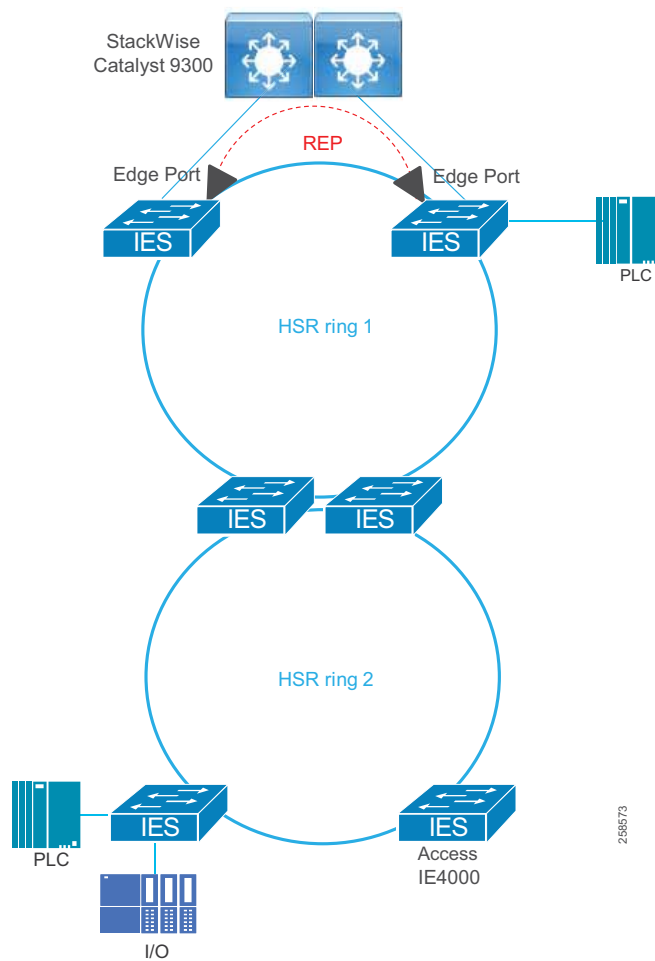 StackWise
Catalyst 9300
REP
Edge Port
Edge Port
IES
IES
PLC
HSR ring 1
IES
IES
HSR ring 2
IES
IES
PLC
Access
IE4000
I/O
258573